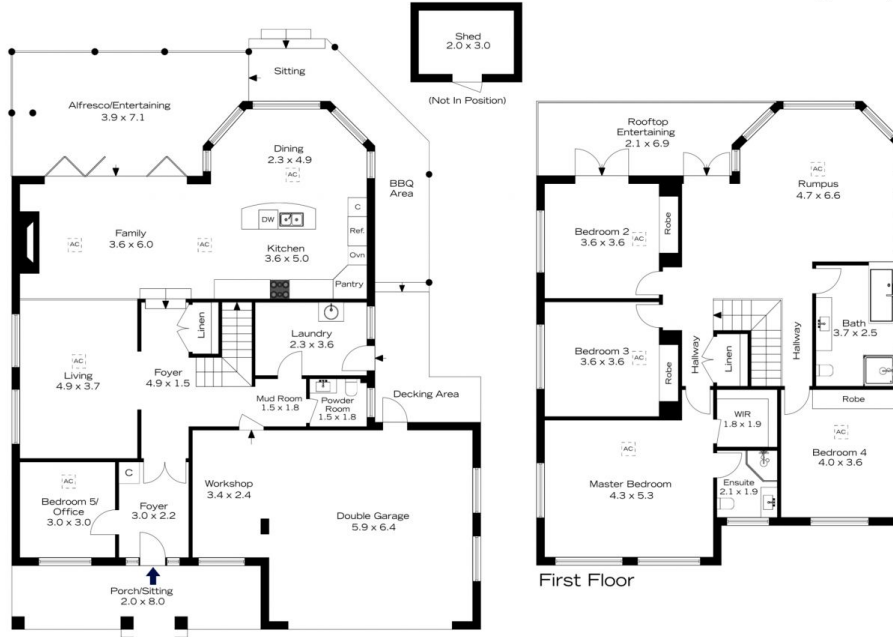 Shed
2.0 x 3.0
(Not In Position)
Sitting
Alfresco/Entertaining
3.9 x 7.1
Dining
2.3 x 4.9
AC
BBQ
Area
DW
C
Ref.
Ovn
Pantry
Family
3.6 x 6.0
AC
AC
Kitchen
3.6 x 5.0
Linen
Laundry
2.3 x 3.6
AC
Living
4.9 x 3.7
Foyer
4.9 x 1.5
Mud Room
1.5 x 1.8
Powder
Room
1.5 x 1.8
Decking Area
AC
Bedroom 5/
Office
3.0 x 3.0
C
Foyer
3.0 x 2.2
Workshop
3.4 x 2.4
Double Garage
5.9 x 6.4
Porch/Sitting
2.0 x 8.0
Rooftop
Entertaining
2.1 x 6.9
AC
Rumpus
4.7 x 6.6
Bedroom 2
3.6 x 3.6
AC
Robe
Bedroom 3
3.6 x 3.6
AC
Robe
Hallway
Linen
Hallway
Bath
3.7 x 2.5
WIR
1.8 x 1.9
Robe
AC
Bedroom 4
4.0 x 3.6
AC
Master Bedroom
4.3 x 5.3
Ensuite
2.1 x 1.9
First Floor